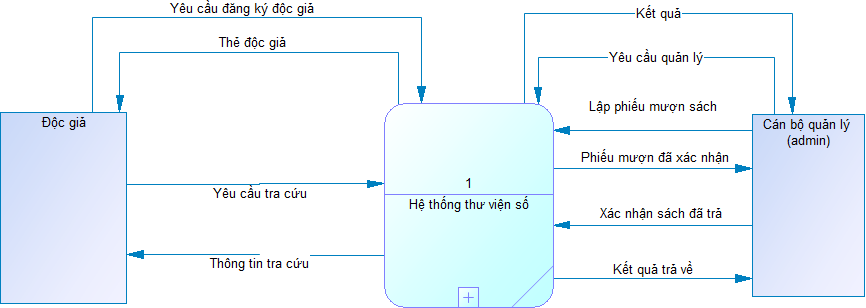 Yêu cầu đăng ký độc giả
Kết quả
Thẻ độc giả
Yêu cầu quản lý
Lập phiếu mượn sách
Độc giả
Cán bộ quản lý
(admin)
Phiếu mượn đã xác nhận
1
Yêu cầu tra cứu
Hệ thống thư viện số
Xác nhận sách đã trả
Thông tin tra cứu
Kết quả trả về